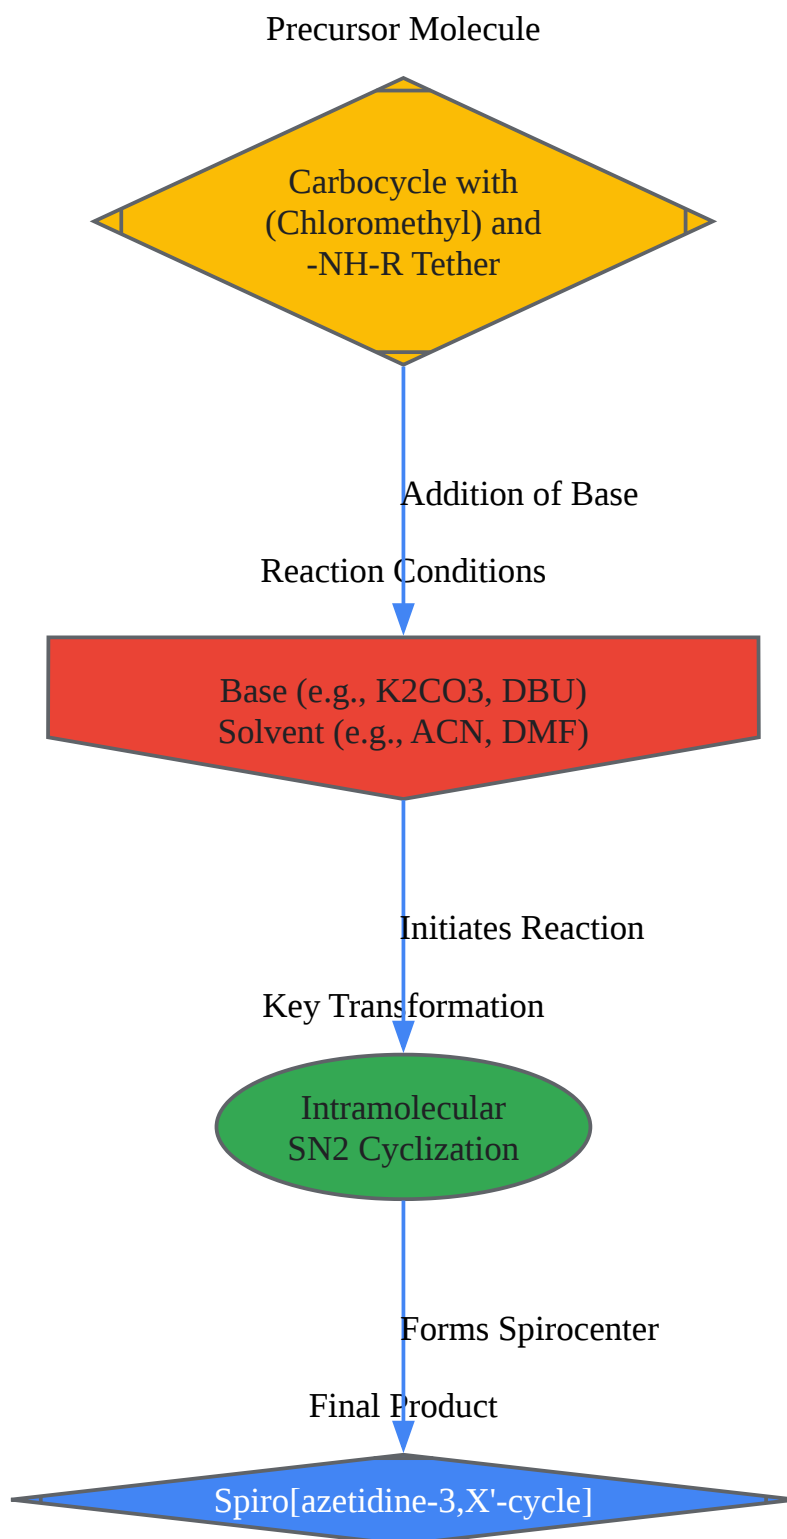 Precursor Molecule
Carbocycle with
(Chloromethyl) and
-NH-R Tether
Addition of Base
Reaction Conditions
Base (e.g., K2CO3, DBU)
Solvent (e.g., ACN, DMF)
Initiates Reaction
Key Transformation
Intramolecular
SN2 Cyclization
Forms Spirocenter
Final Product
Spiro[azetidine-3,X'-cycle]